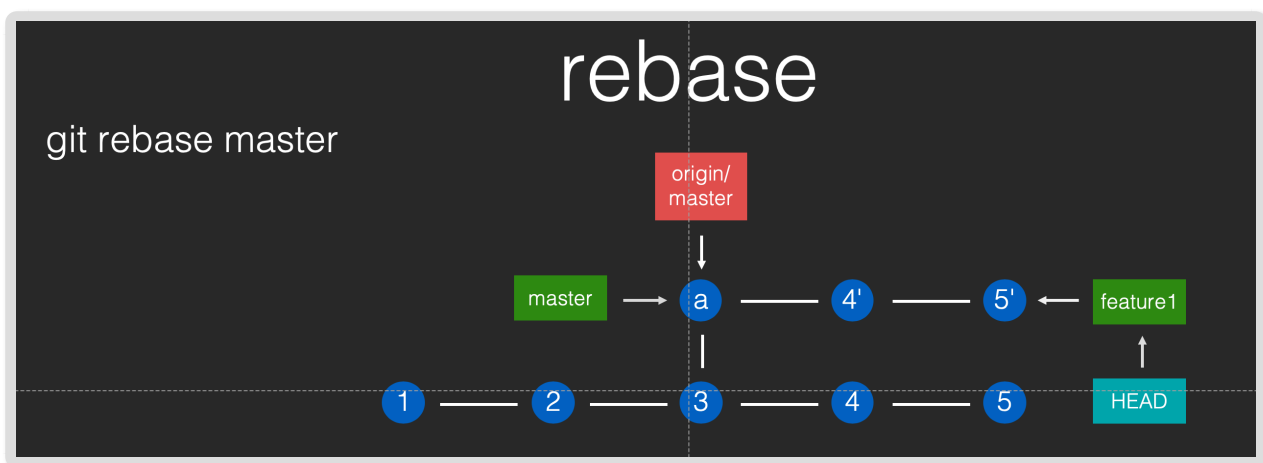 rebase
git rebase master
origin/
master
master
a
4'
5'
feature1
1
2
3
4
5
HEAD